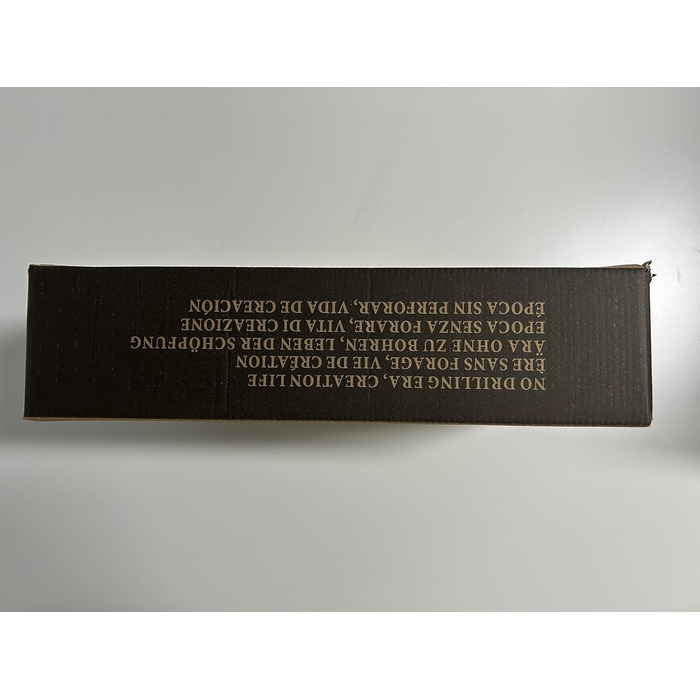 NO DRILLING ERA, CREATION LIFE
ÈRE SANS FORAGE, VIE DE CRÉATION
ÄRA OHNE ZU BOHREN, LEBEN DER SCHÖPFUNG
EPOCA SENZA FORARE, VITA DI CREAZIONE
ÉPOCA SIN PERFORAR, VIDA DE CREACIÓN